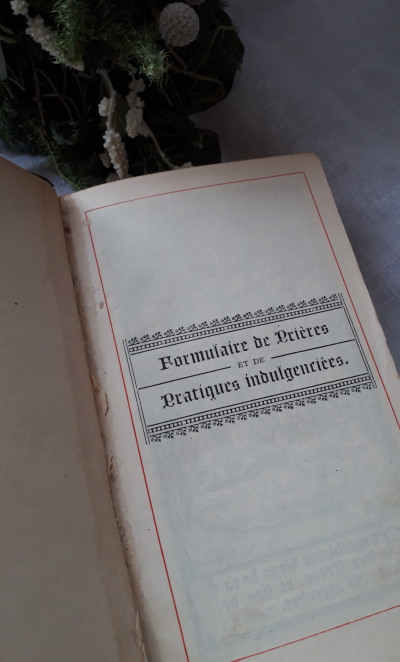 Formulaire de Prières
ET DE
Pratiques indulgenciées.